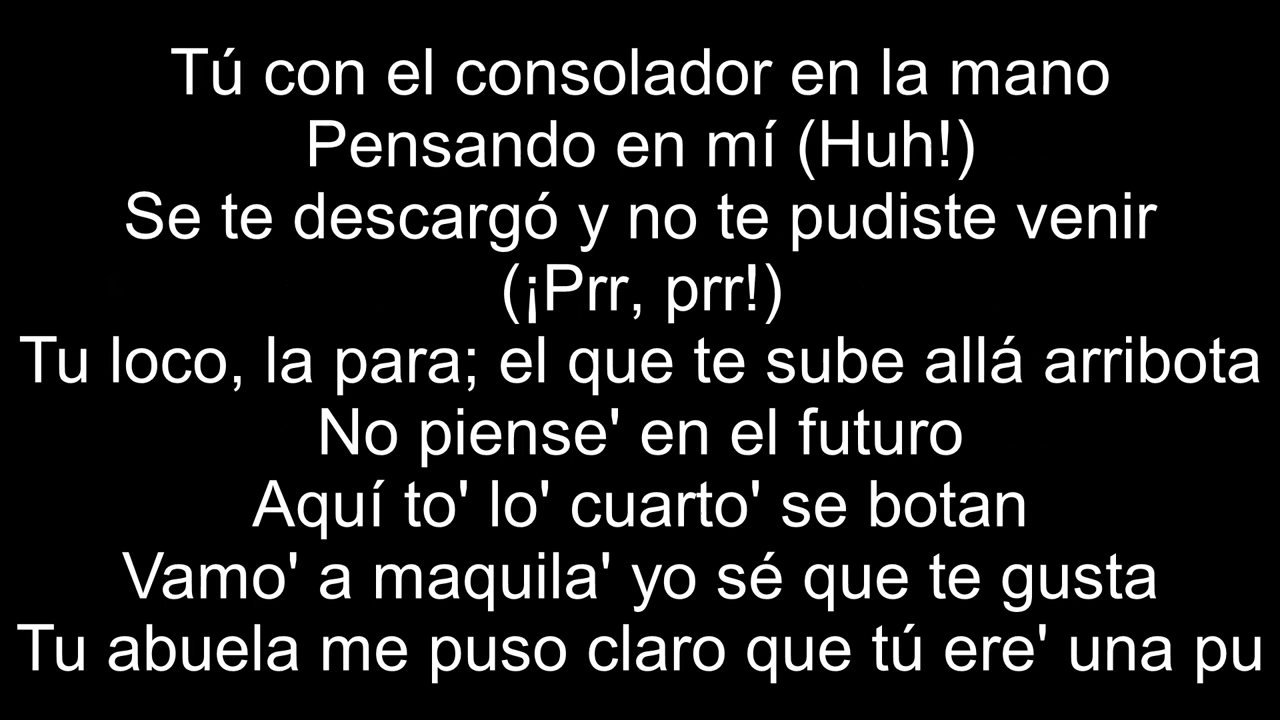 Tú con el consolador en la mano
Pensando en mí (Huh!)
Se te descargó y no te pudiste venir
(¡Prr, prr!)
Tu loco, la para; el que te sube allá arribota
No piense' en el futuro
Aquí to' lo' cuarto' se botan
Vamo' a maquila' yo sé que te gusta
Tu abuela me puso claro que tú ere' una pu